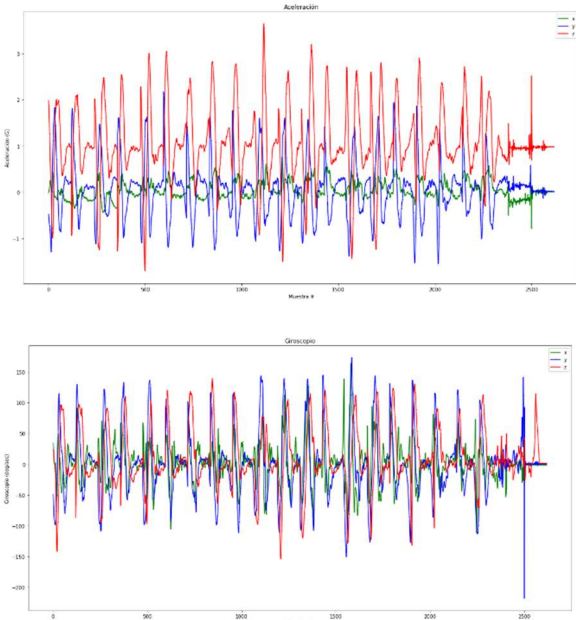 Aceleración
x
y
z
3
2
1
0
−1
Aceleración (G)
0
500
1000
1500
2000
2500
Muestra #
Giroscopio
x
y
z
150
100
50
0
−50
−100
−150
−200
Giroscopio (deg/sec)
0
500
1000
1500
2000
2500